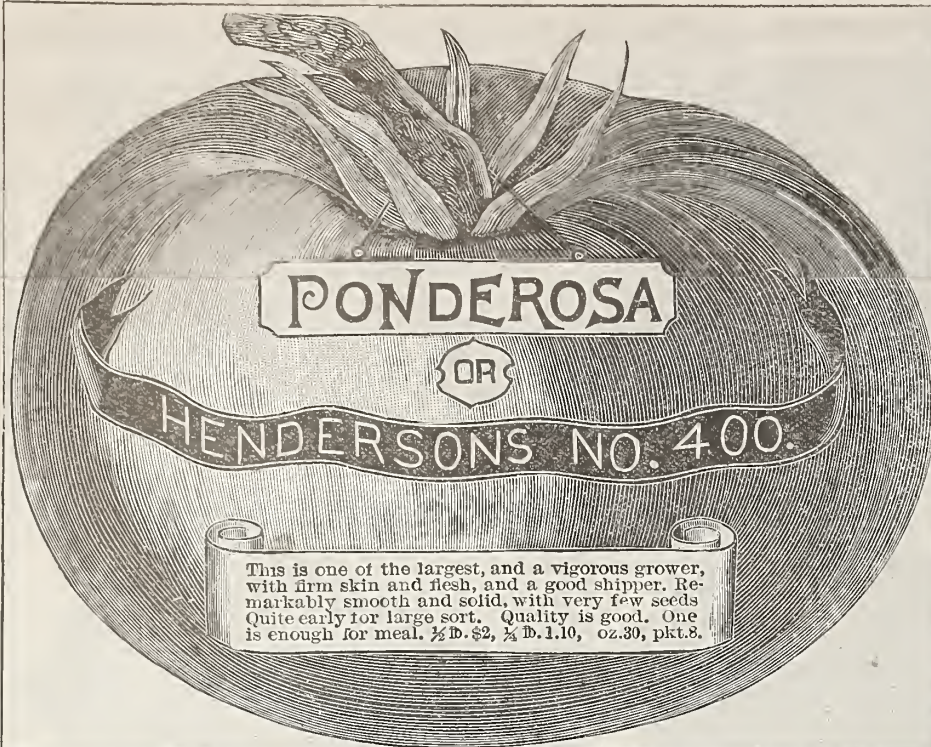 PONDEROSA
OR
HENDERSONS NO. 400.
This is one of the largest, and a vigorous grower,
with firm skin and flesh, and a good shipper. Re-
markably smooth and solid, with very few seeds
Quite early for large sort. Quality is good. One
is enough for meal. ½ ℔. $2, ¼ ℔. 1.10, oz. 30, pkt. 8.